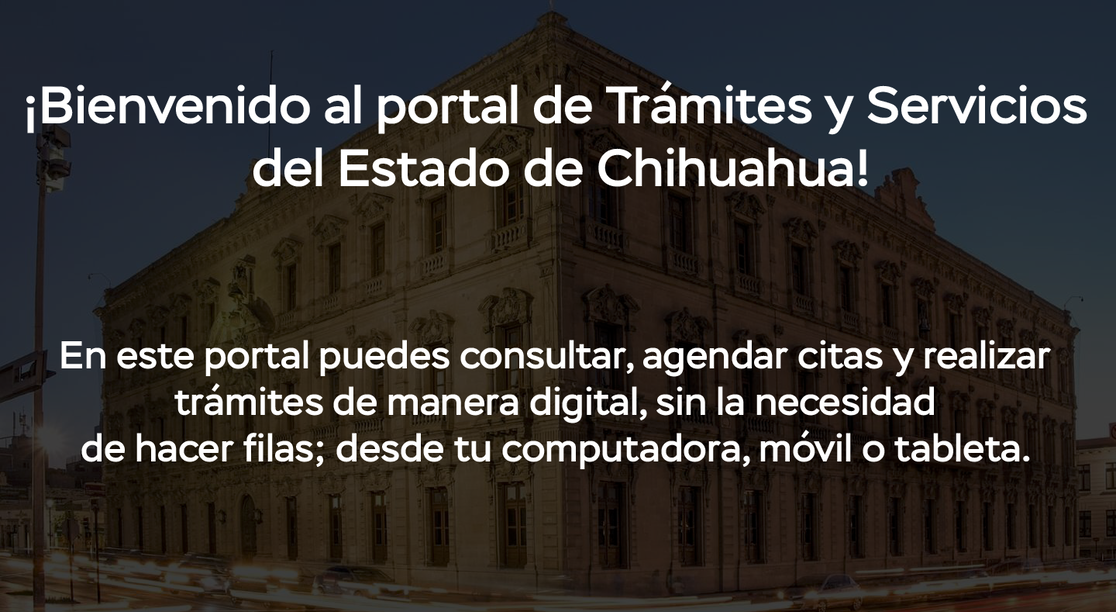 ¡Bienvenido al portal de Trámites y Servicios
del Estado de Chihuahua!
En este portal puedes consultar, agendar citas y realizar
trámites de manera digital, sin la necesidad
de hacer filas; desde tu computadora, móvil o tableta.